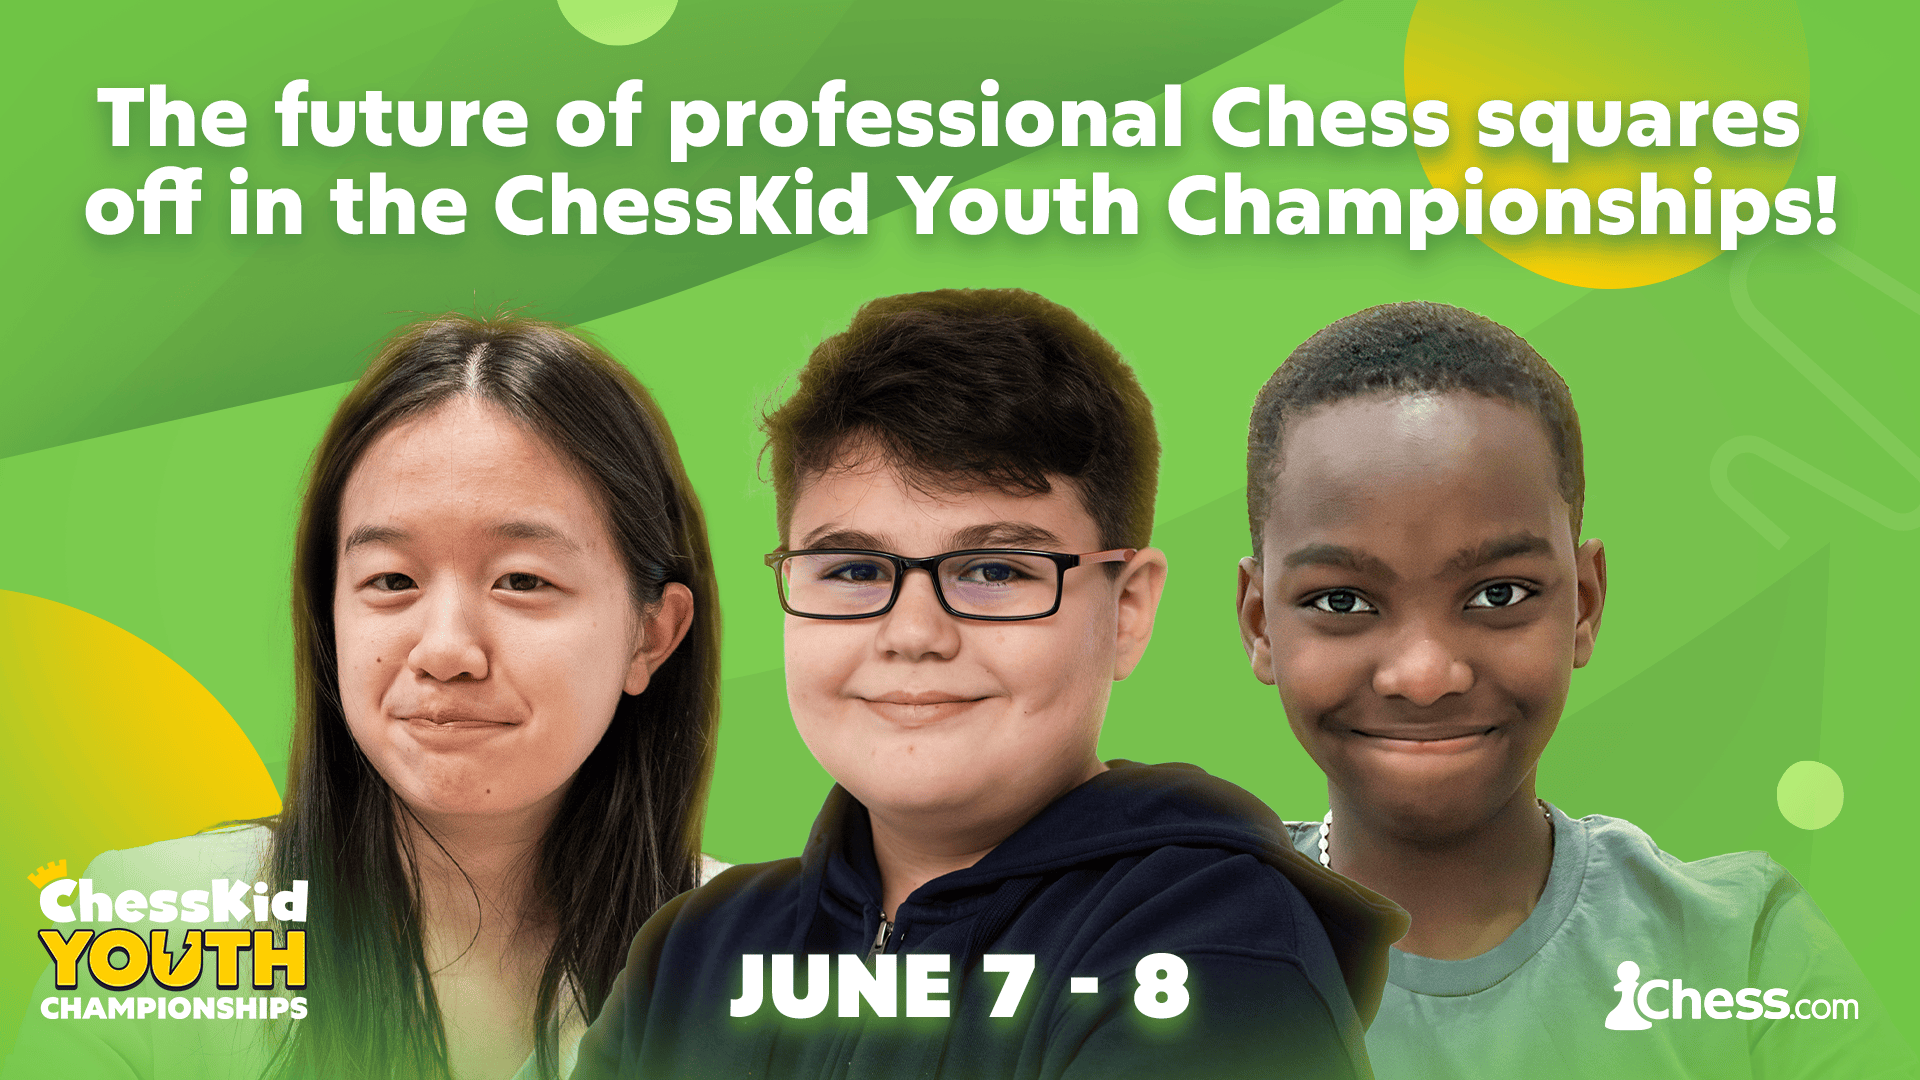 The future of professional Chess squares
off in the ChessKid Youth Championships!
ChessKid
YOUTH
CHAMPIONSHIPS
JUNE 7 - 8
Chess.com